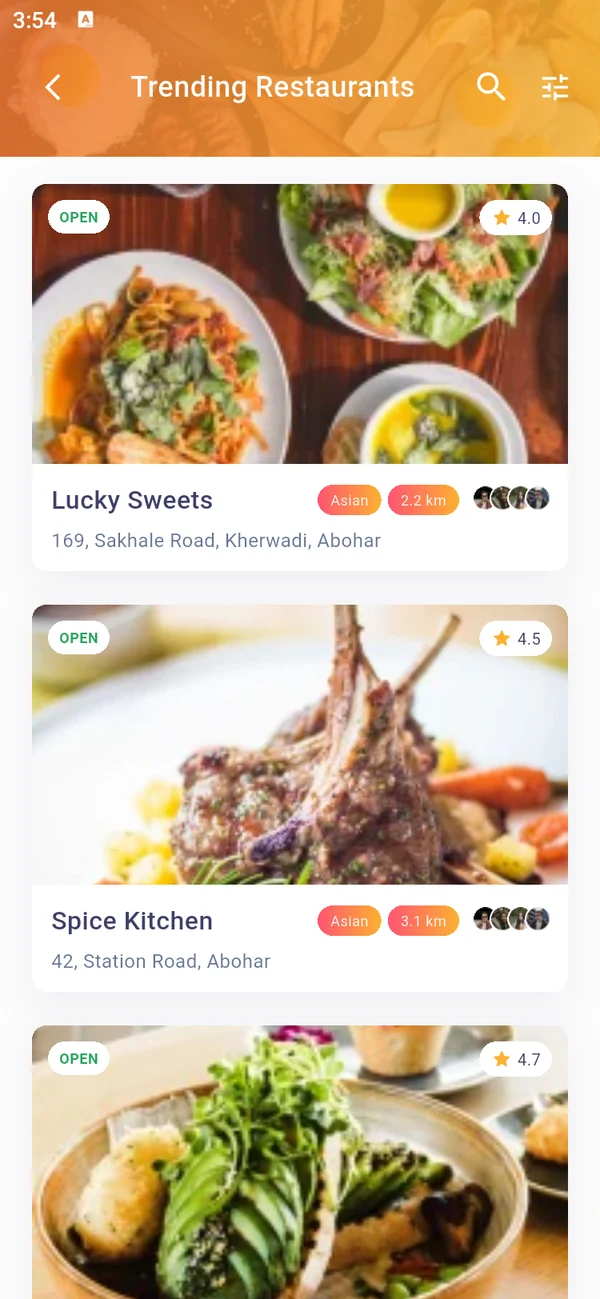 3:54 A
Trending Restaurants
OPEN
4.0
Lucky Sweets
Asian
2.2 km
169, Sakhale Road, Kherwadi, Abohar
OPEN
4.5
Spice Kitchen
Asian
3.1 km
42, Station Road, Abohar
OPEN
4.7